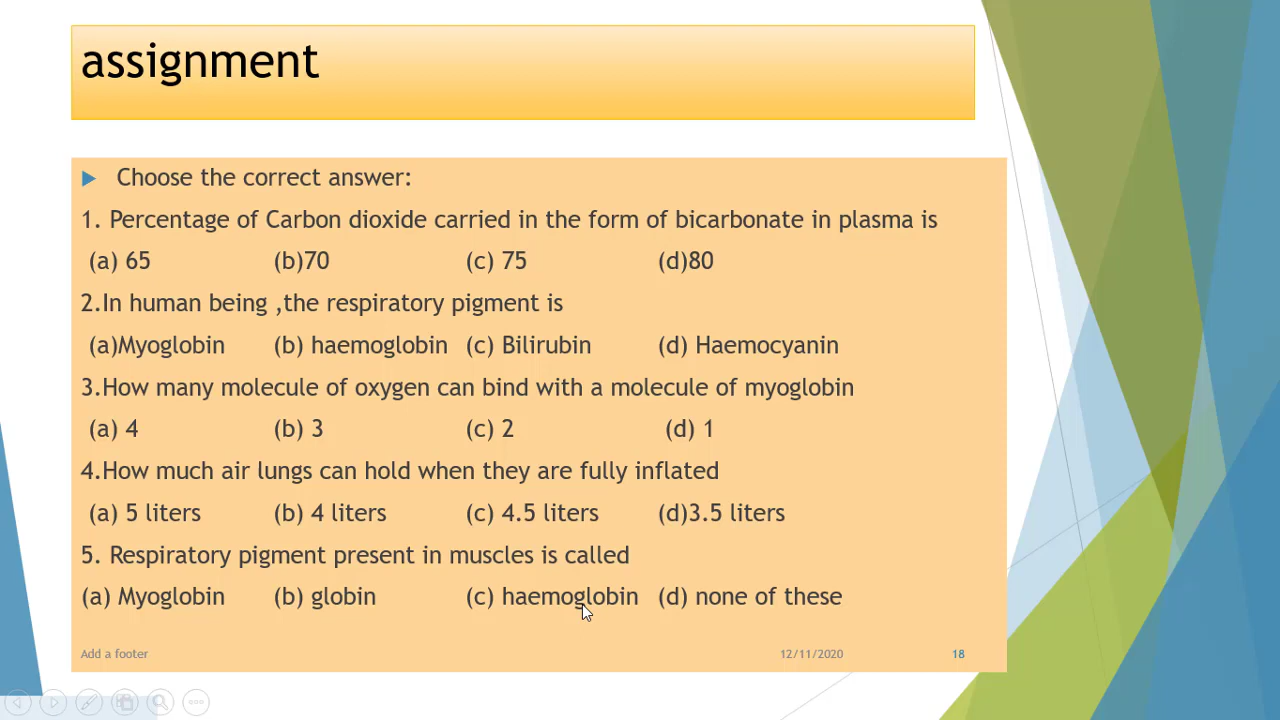 assignment
Choose the correct answer:
1. Percentage of Carbon dioxide carried in the form of bicarbonate in plasma is
(a) 65 (b)70 (c) 75 (d)80
2.In human being ,the respiratory pigment is
(a)Myoglobin (b) haemoglobin (c) Bilirubin (d) Haemocyanin
3.How many molecule of oxygen can bind with a molecule of myoglobin
(a) 4 (b) 3 (c) 2 (d) 1
4.How much air lungs can hold when they are fully inflated
(a) 5 liters (b) 4 liters (c) 4.5 liters (d)3.5 liters
5. Respiratory pigment present in muscles is called
(a) Myoglobin (b) globin (c) haemoglobin (d) none of these
Add a footer 12/11/2020 18